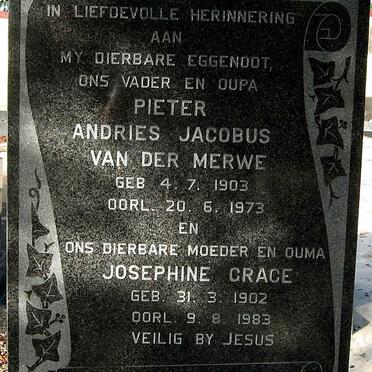 IN LIEFDEVOLLE HERINNERING
AAN
MY DIERBARE EGGENOOT,
ONS VADER EN OUPA
PIETER
ANDRIES JACOBUS
VAN DER MERWE
GEB 4. 7. 1903
OORL. 20. 6. 1973
EN
ONS DIERBARE MOEDER EN OUMA
JOSEPHINE GRACE
GEB. 31. 3. 1902
OORL. 9. 8. 1983
VEILIG BY JESUS